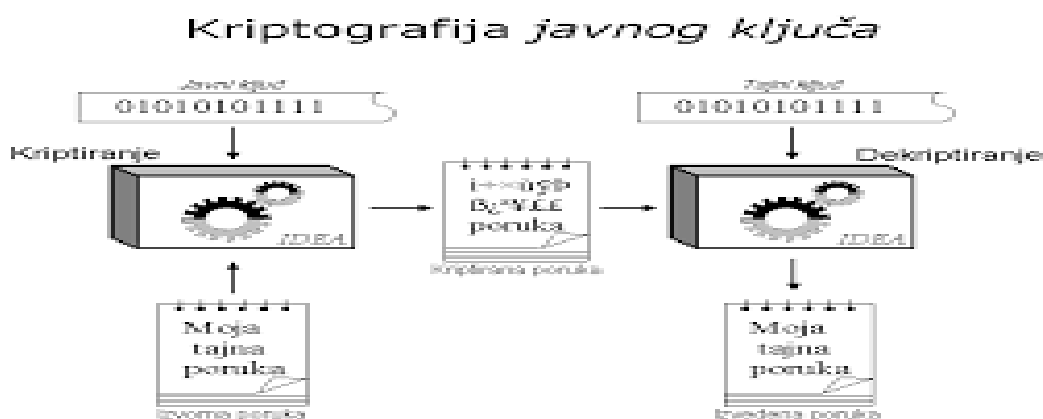 Kriptografija javnog ključa
Javni ključ
01010101111
Tajni ključ
01010101111
Kriptiranje
Dekriptiranje
IDEA
poruka
Kriptirana poruka
IDEA
Moja
tajna
poruka
Izvorna poruka
Moja
tajna
poruka
Izvedena poruka